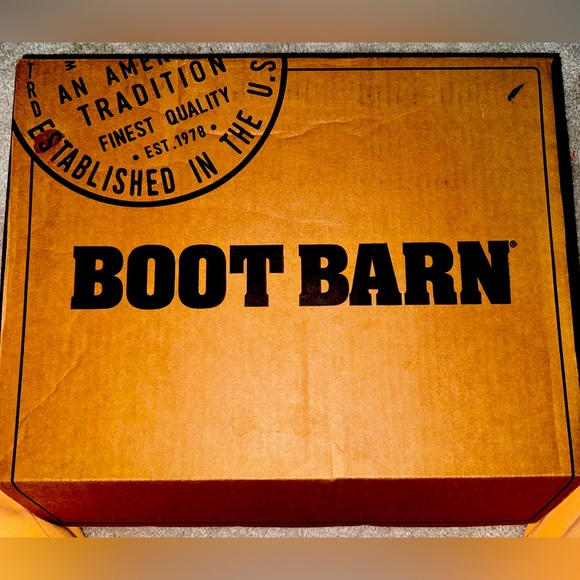 AN AMER
TRADITION
FINEST QUALITY
• EST. 1978 •
ESTABLISHED IN THE U.S
TRD
BOOT BARN®